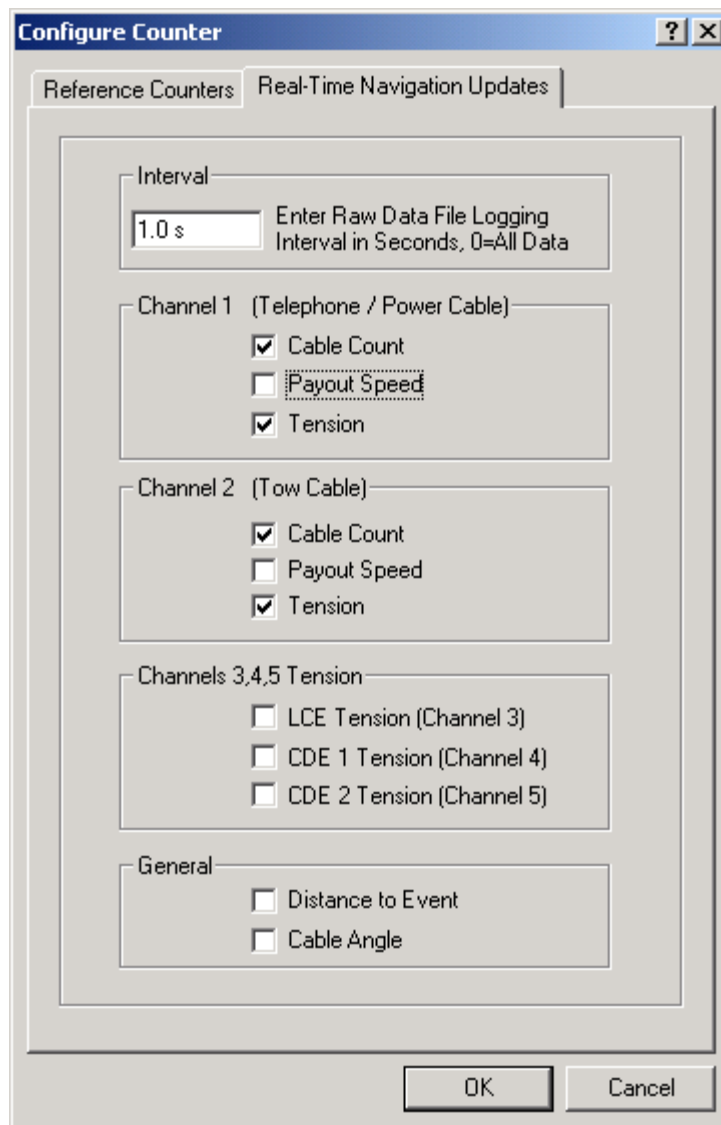 Configure Counter
Reference Counters
Real-Time Navigation Updates
Interval
1.0 s
Enter Raw Data File Logging
Interval in Seconds, 0=All Data
Channel 1 (Telephone / Power Cable)
Cable Count
Payout Speed
Tension
Channel 2 (Tow Cable)
Cable Count
Payout Speed
Tension
Channels 3,4,5 Tension
LCE Tension (Channel 3)
CDE 1 Tension (Channel 4)
CDE 2 Tension (Channel 5)
General
Distance to Event
Cable Angle
OK
Cancel